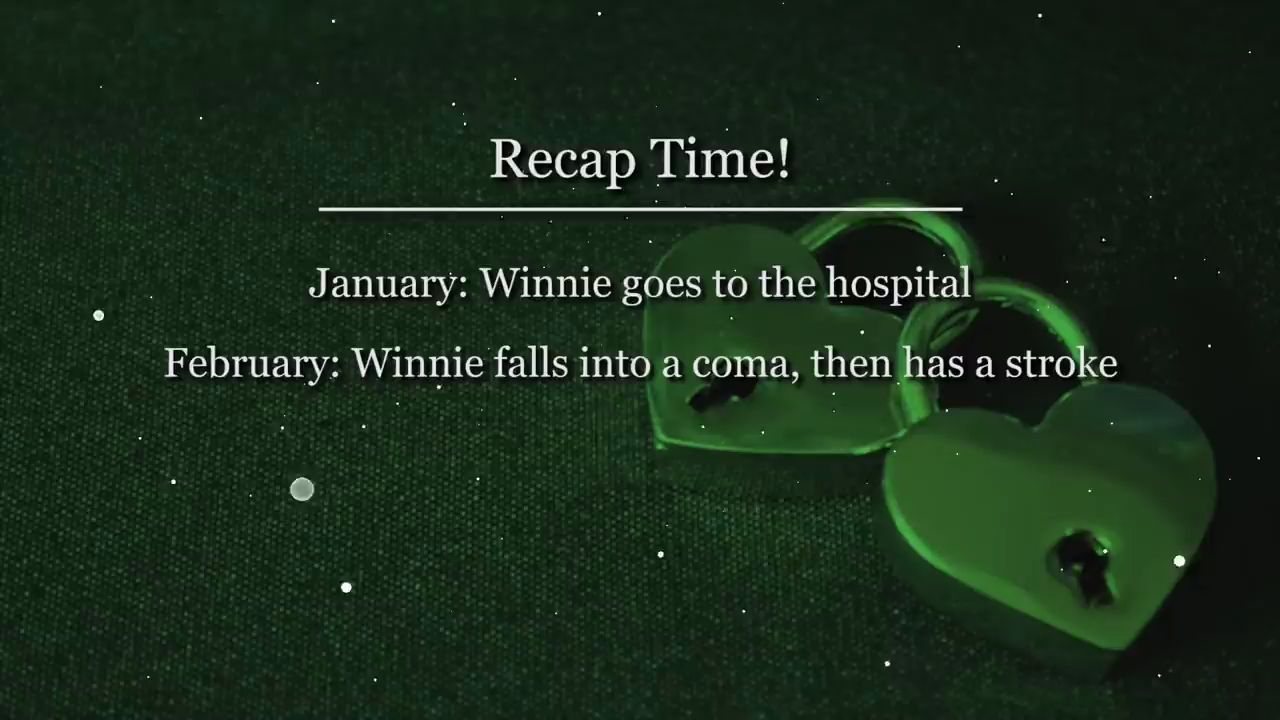 Recap Time!
January: Winnie goes to the hospital
February: Winnie falls into a coma, then has a stroke